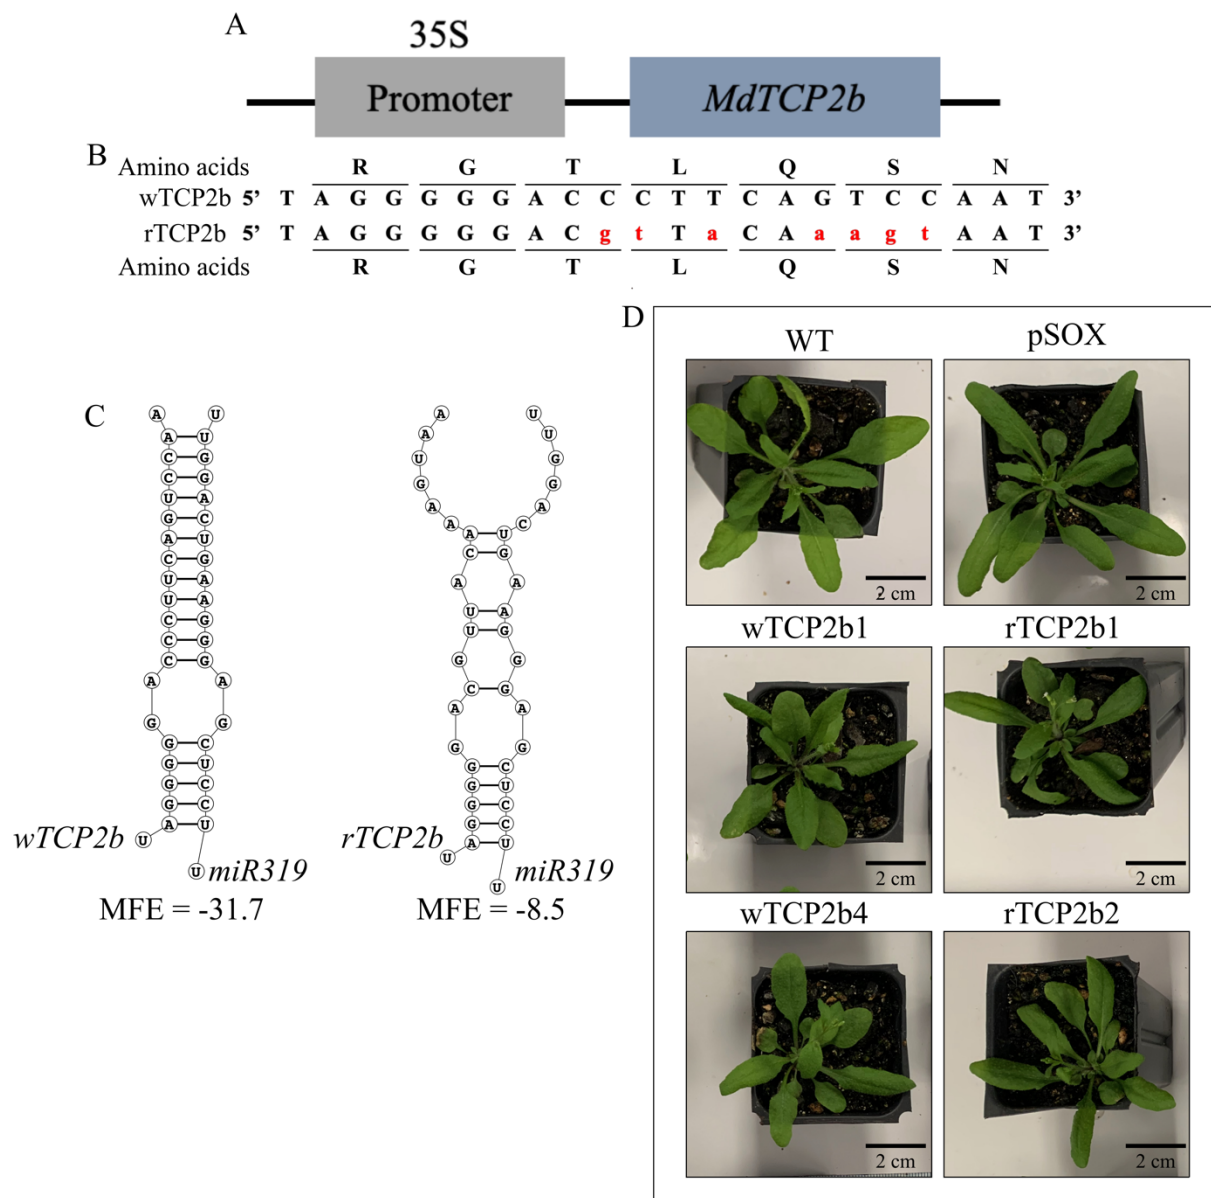 A
35S
Promoter
MdTCP2b
B
Amino acids R G T L Q S N
wTCP2b 5' T A G G G G G A C C C T T C A G T C C A A T 3'
rTCP2b 5' T A G G G G G A C g t T a C A a a g t A A T 3'
Amino acids R G T L Q S N
C
A A C C U G A C U U C C C A G G G G G A U
U U G G A C U G A A G G G A G C U C C U U
wTCP2b
miR319
MFE = -31.7
A A U G A A A C A U U G C A G G G G G A U
U U G G A C U G A A G G G A G C U C C U U
rTCP2b
miR319
MFE = -8.5
D
WT
pSOX
2 cm
2 cm
wTCP2b1
rTCP2b1
2 cm
2 cm
wTCP2b4
rTCP2b2
2 cm
2 cm